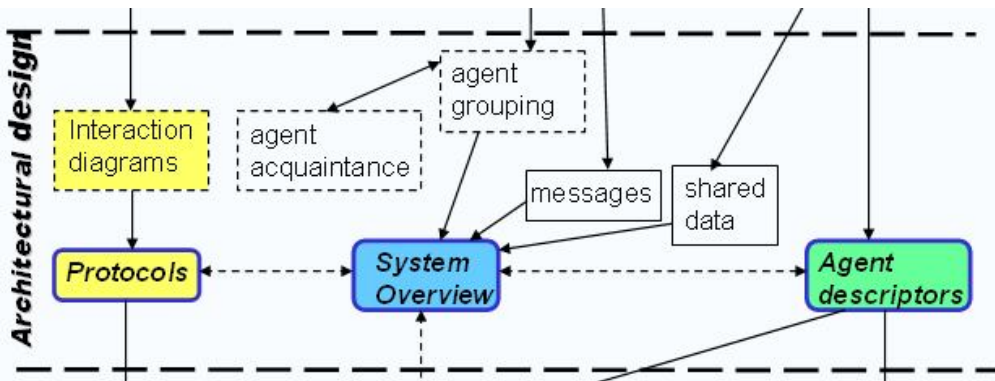 Architectural design
agent
grouping
Interaction
diagrams
agent
acquaintance
messages
shared
data
Protocols
System
Overview
Agent
descriptors